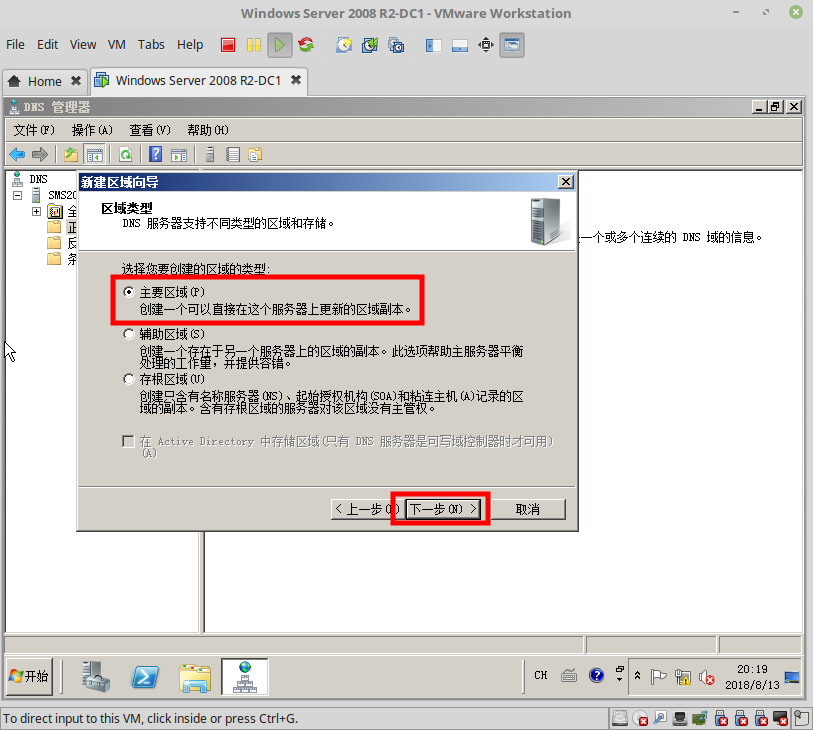 Windows Server 2008 R2-DC1 - VMware Workstation
File Edit View VM Tabs Help
Home Windows Server 2008 R2-DC1
DNS 管理器
文件(F) 操作(A) 查看(V) 帮助(H)
DNS
SMS20
全
正
反
条
新建区域向导
区域类型
DNS 服务器支持不同类型的区域和存储。
一个或多个连续的 DNS 域的信息。
选择您要创建的区域的类型:
主要区域(P)
创建一个可以直接在这个服务器上更新的区域副本。
辅助区域(S)
创建一个存在于另一个服务器上的区域的副本。此选项帮助主服务器平衡
处理的工作量，并提供容错。
存根区域(U)
创建只含有名称服务器(NS)、起始授权机构(SOA)和粘连主机(A)记录的区
域的副本。含有存根区域的服务器对该区域没有主管权。
在 Active Directory 中存储区域(只有 DNS 服务器是可写域控制器时才可用)
(A)
< 上一步( ) 下一步(N) > 取消
开始 CH 20:19
2018/8/13
To direct input to this VM, click inside or press Ctrl+G.